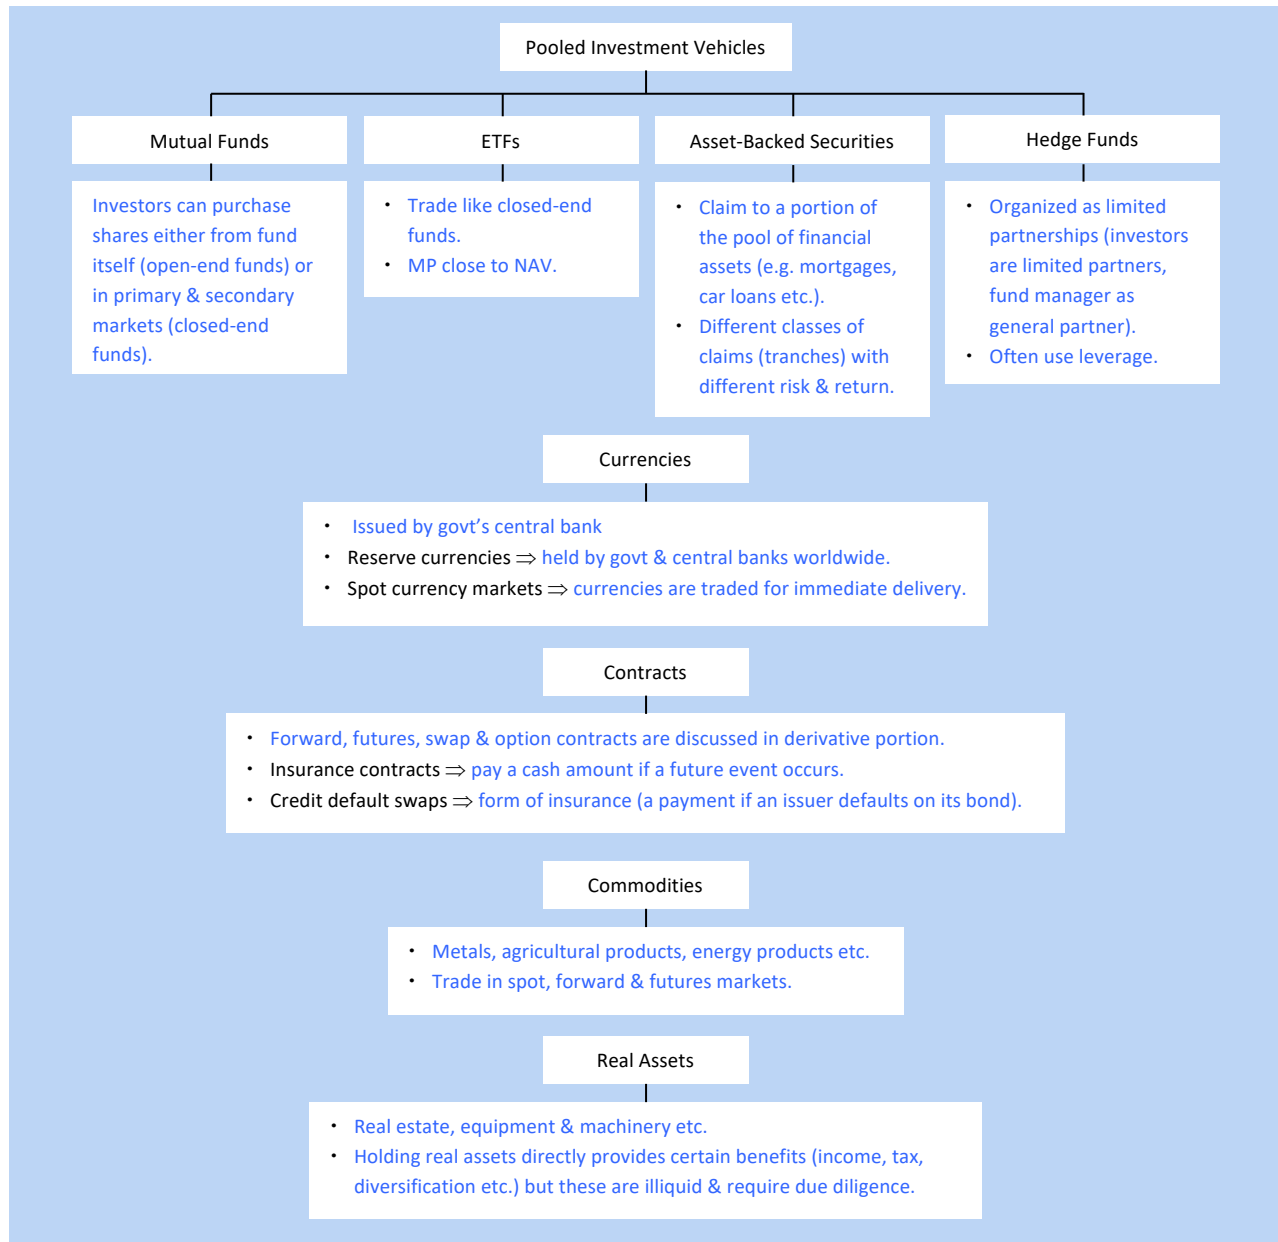 Pooled Investment Vehicles
Mutual Funds
Investors can purchase
shares either from fund
itself (open-end funds) or
in primary & secondary
markets (closed-end
funds).
ETFs
· Trade like closed-end
funds.
· MP close to NAV.
Asset-Backed Securities
· Claim to a portion of
the pool of financial
assets (e.g. mortgages,
car loans etc.).
· Different classes of
claims (tranches) with
different risk & return.
Hedge Funds
· Organized as limited
partnerships (investors
are limited partners,
fund manager as
general partner).
· Often use leverage.
Currencies
· Issued by govt’s central bank
· Reserve currencies ⇒ held by govt & central banks worldwide.
· Spot currency markets ⇒ currencies are traded for immediate delivery.
Contracts
· Forward, futures, swap & option contracts are discussed in derivative portion.
· Insurance contracts ⇒ pay a cash amount if a future event occurs.
· Credit default swaps ⇒ form of insurance (a payment if an issuer defaults on its bond).
Commodities
· Metals, agricultural products, energy products etc.
· Trade in spot, forward & futures markets.
Real Assets
· Real estate, equipment & machinery etc.
· Holding real assets directly provides certain benefits (income, tax,
diversification etc.) but these are illiquid & require due diligence.